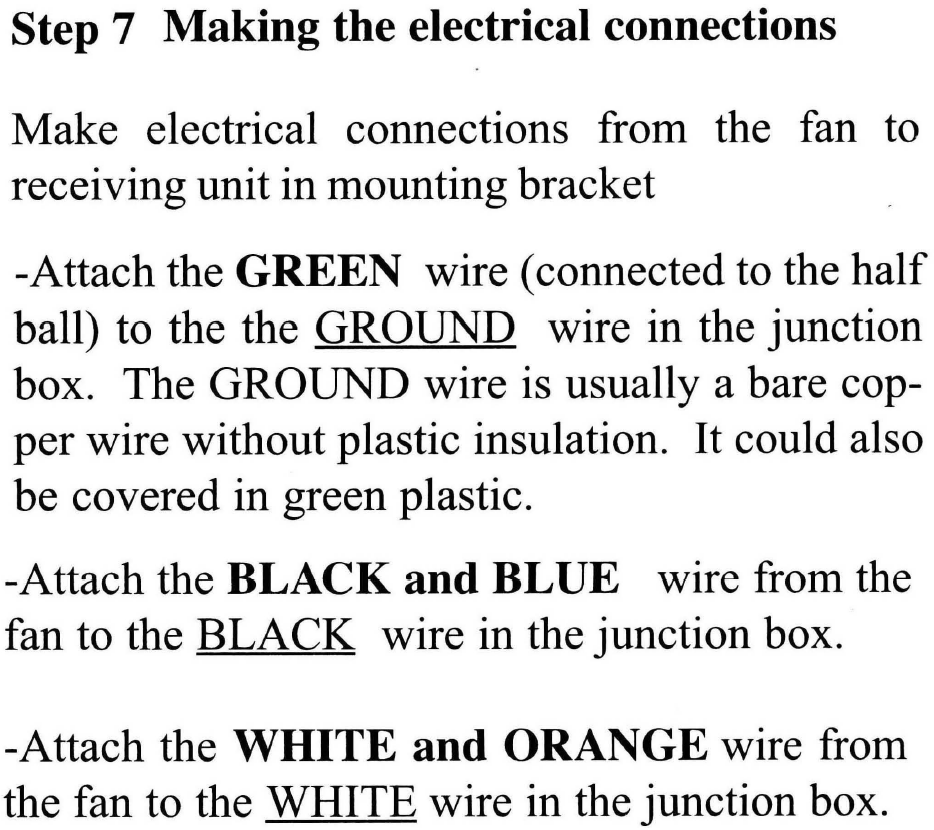 Step 7 Making the electrical connections
Make electrical connections from the fan to
receiving unit in mounting bracket
-Attach the GREEN wire (connected to the half
ball) to the the GROUND wire in the junction
box. The GROUND wire is usually a bare cop-
per wire without plastic insulation. It could also
be covered in green plastic.
-Attach the BLACK and BLUE wire from the
fan to the BLACK wire in the junction box.
-Attach the WHITE and ORANGE wire from
the fan to the WHITE wire in the junction box.